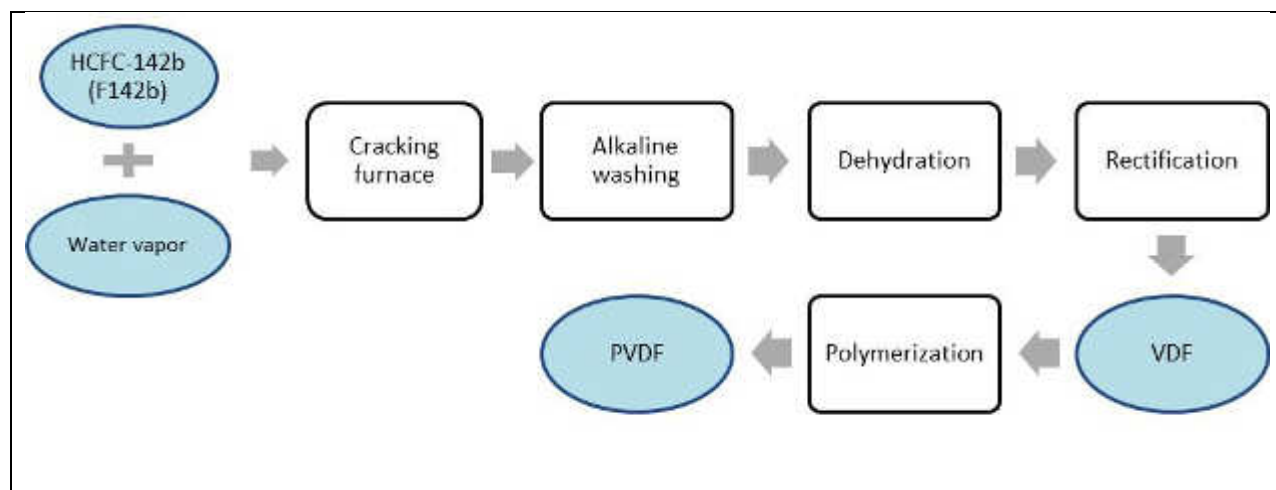 HCFC-142b
(F142b)
Water vapor
Cracking
furnace
Alkaline
washing
Dehydration
Rectification
VDF
Polymerization
PVDF